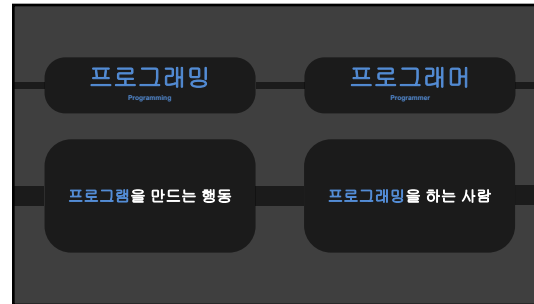 프로그래밍
Programming
프로그래머
Programmer
프로그램을 만드는 행동
프로그래밍을 하는 사람